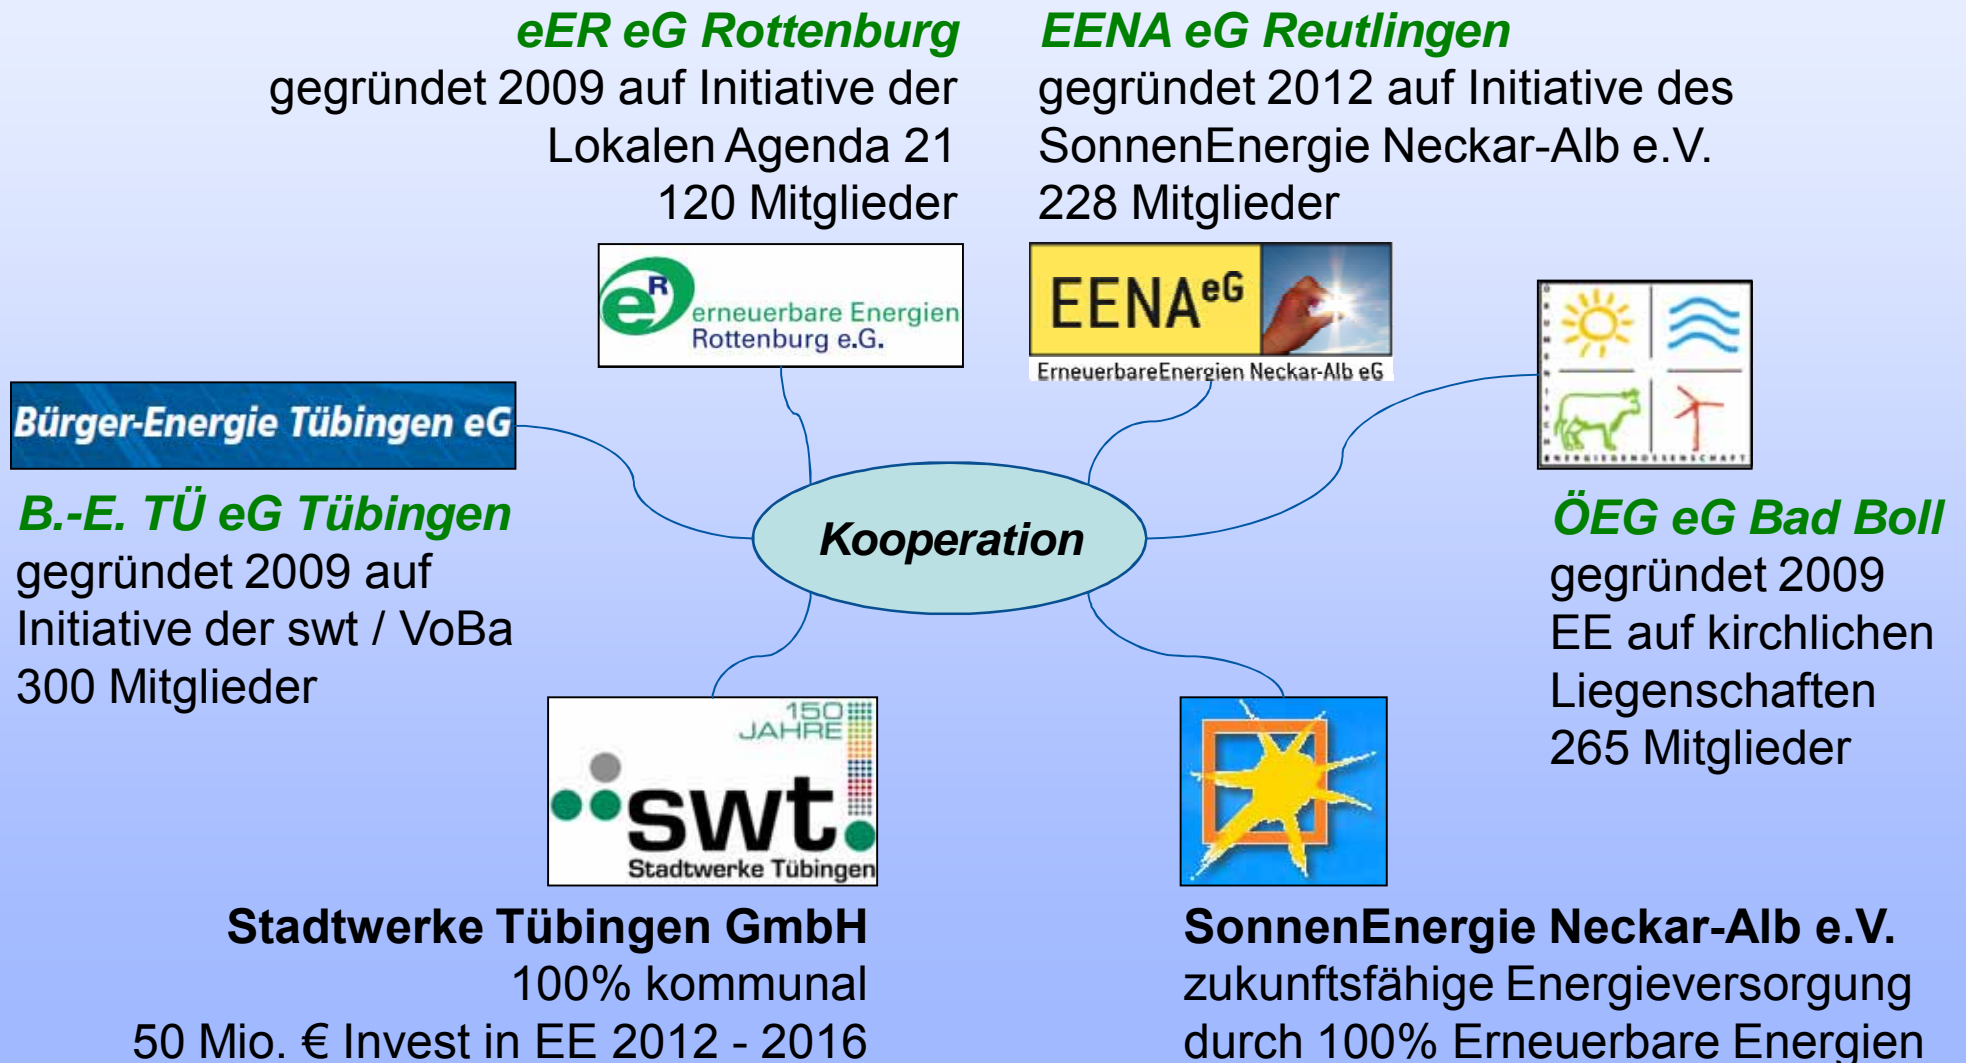 eER eG Rottenburg
gegründet 2009 auf Initiative der
Lokalen Agenda 21
120 Mitglieder
EENA eG Reutlingen
gegründet 2012 auf Initiative des
SonnenEnergie Neckar-Alb e.V.
228 Mitglieder
eR
erneuerbare Energien
Rottenburg e.G.
EENA eG
ErneuerbareEnergien Neckar-Alb eG
ÖKUMENISCHE
ENERGIEGENOSSENSCHAFT
Bürger-Energie Tübingen eG
B.-E. TÜ eG Tübingen
gegründet 2009 auf
Initiative der swt / VoBa
300 Mitglieder
Kooperation
ÖEG eG Bad Boll
gegründet 2009
EE auf kirchlichen
Liegenschaften
265 Mitglieder
150
JAHRE
swt
Stadtwerke Tübingen
Stadtwerke Tübingen GmbH
100% kommunal
50 Mio. € Invest in EE 2012 - 2016
SonnenEnergie Neckar-Alb e.V.
zukunftsfähige Energieversorgung
durch 100% Erneuerbare Energien